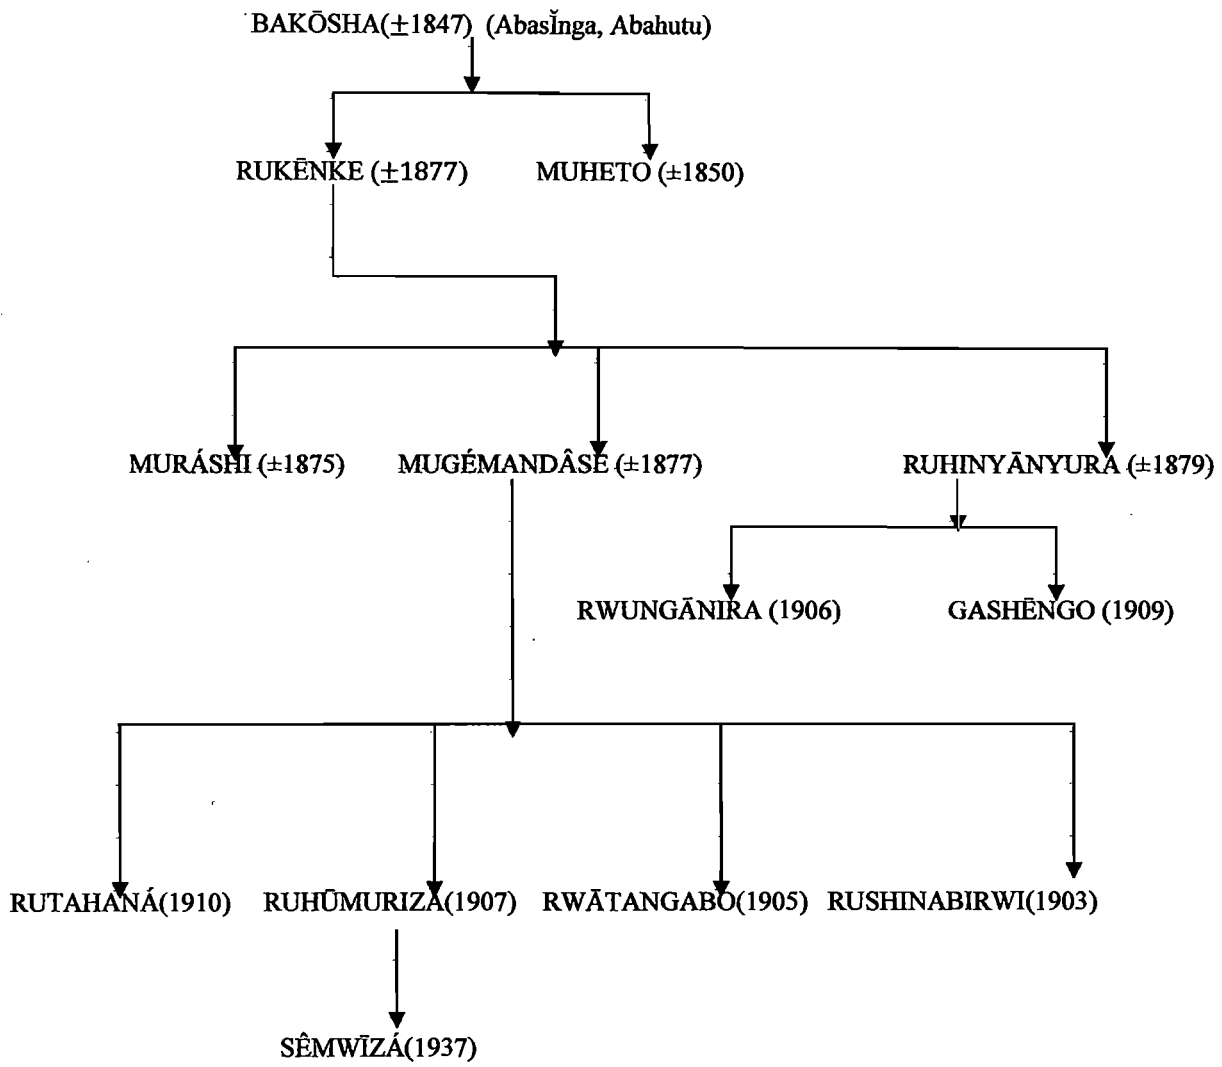 BAKŌSHA(±1847) (AbasǏnga, Abahutu)
RUKĒNKE (±1877) MUHETO (±1850)
MURÁSHI (±1875) MUGÉMANDÂSE (±1877) RUHINYĀNYURA (±1879)
RWUNGĀNIRA (1906) GASHĒNGO (1909)
RUTAHANÁ(1910) RUHŪMURIZA(1907) RWĀTANGABO(1905) RUSHINABIRWI(1903)
SÊMWĪZÁ(1937)